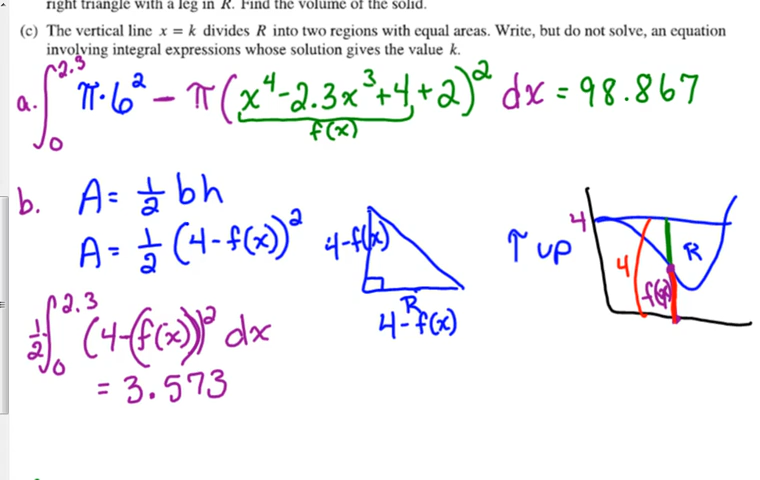 right triangle with a leg in R. Find the volume of the solid.
(c) The vertical line x = k divides R into two regions with equal areas. Write, but do not solve, an equation
involving integral expressions whose solution gives the value k.
a. ∫₀^2.3 π·6² − π(x⁴−2.3x³+4+2)² dx = 98.867
f(x)
b. A = ½ bh
A = ½ (4−f(x))²
4−f(x)
R
4−f(x)
↑ up
4
R
4
f(x)
½ ∫₀^2.3 (4−(f(x)))² dx
= 3.573